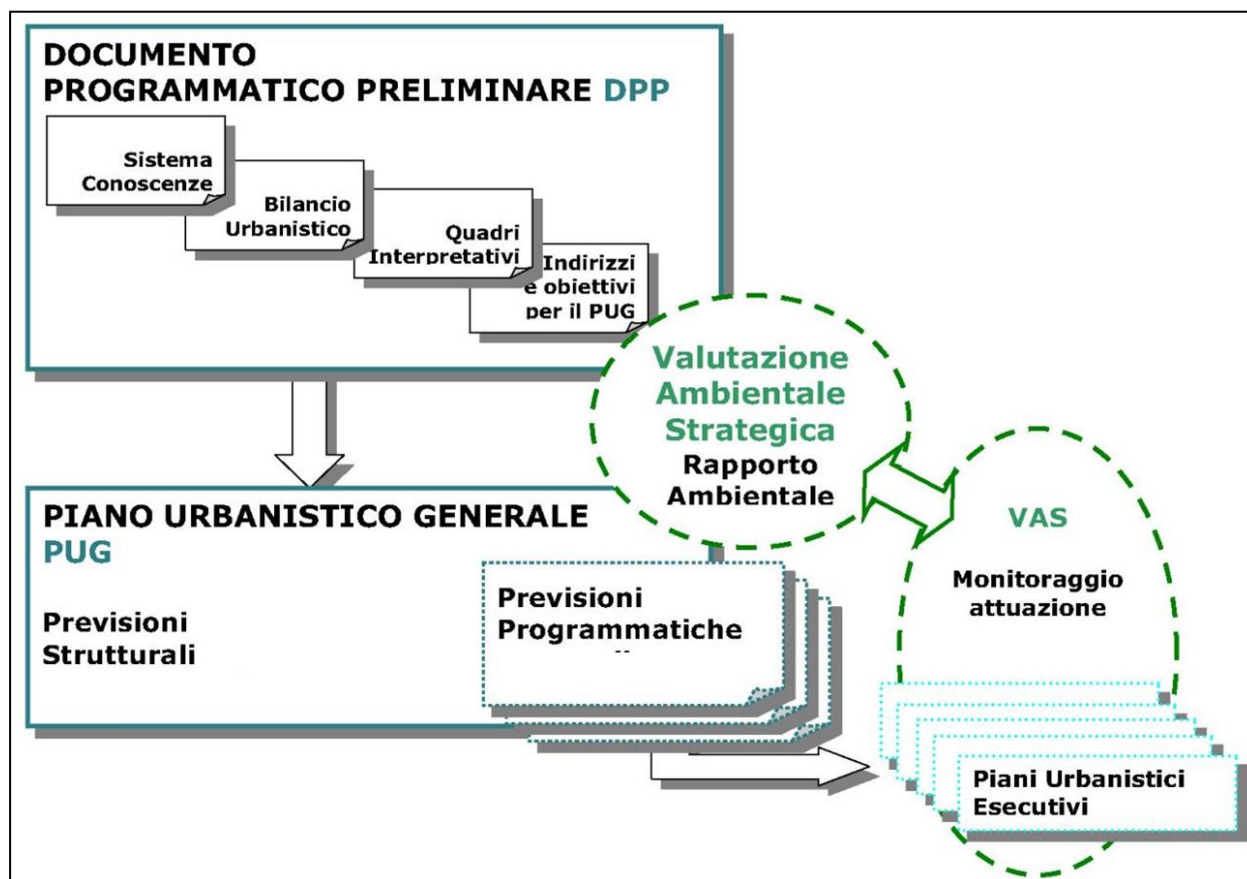 DOCUMENTO
PROGRAMMATICO PRELIMINARE DPP
Sistema
Conoscenze
Bilancio
Urbanistico
Quadri
Interpretativi
Indirizzi
e obiettivi
per il PUG
Valutazione
Ambientale
Strategica
Rapporto
Ambientale
PIANO URBANISTICO GENERALE
PUG
Previsioni
Strutturali
Previsioni
Programmatiche
VAS
Monitoraggio
attuazione
Piani Urbanistici
Esecutivi